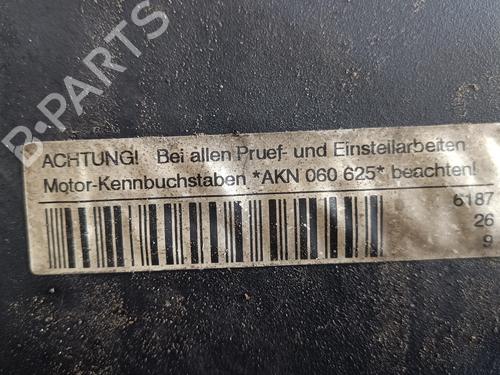 B-PARTS
ACHTUNG! Bei allen Pruef- und Einstellarbeiten
Motor-Kennbuchstaben *AKN 060 625* beachten!
6187
26
9